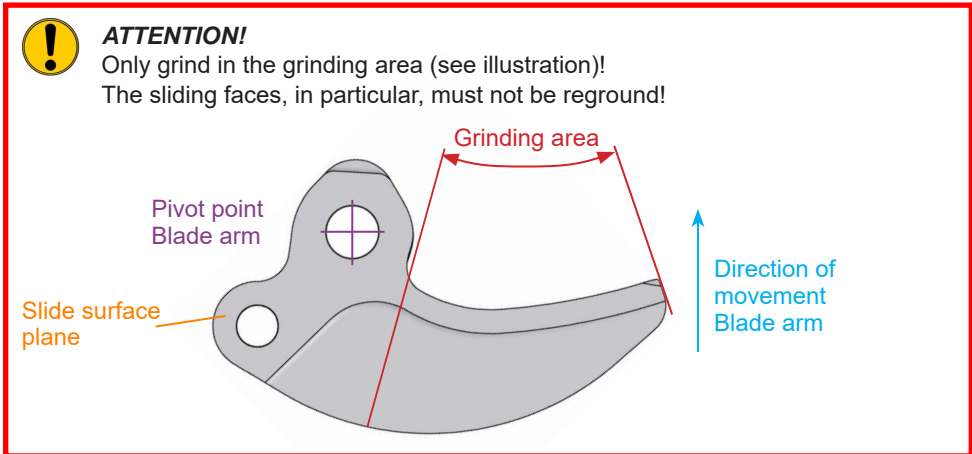 ATTENTION!
Only grind in the grinding area (see illustration)!
The sliding faces, in particular, must not be reground!
Grinding area
Pivot point
Blade arm
Direction of
movement
Blade arm
Slide surface
plane